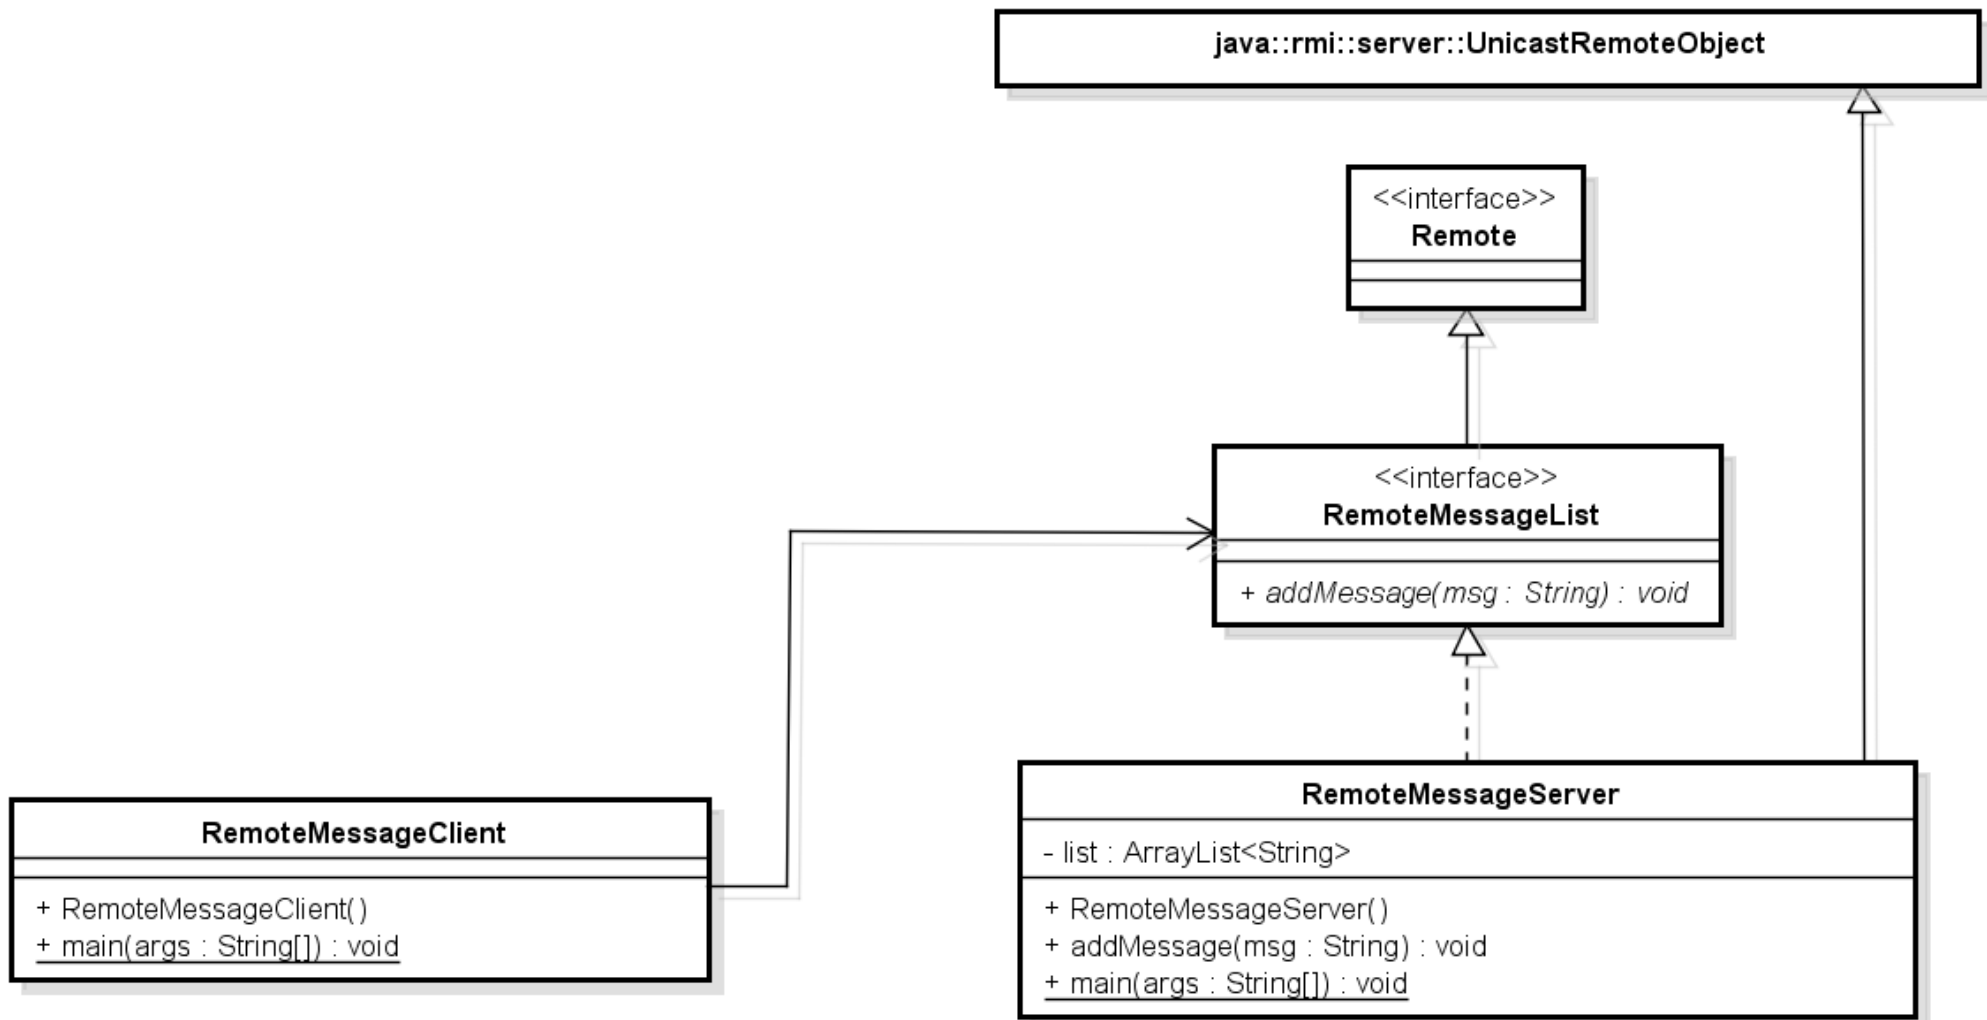 java::rmi::server::UnicastRemoteObject
<<interface>>
Remote
<<interface>>
RemoteMessageList
+ addMessage(msg : String) : void
RemoteMessageClient
+ RemoteMessageClient()
+ main(args : String[]) : void
RemoteMessageServer
- list : ArrayList<String>
+ RemoteMessageServer()
+ addMessage(msg : String) : void
+ main(args : String[]) : void